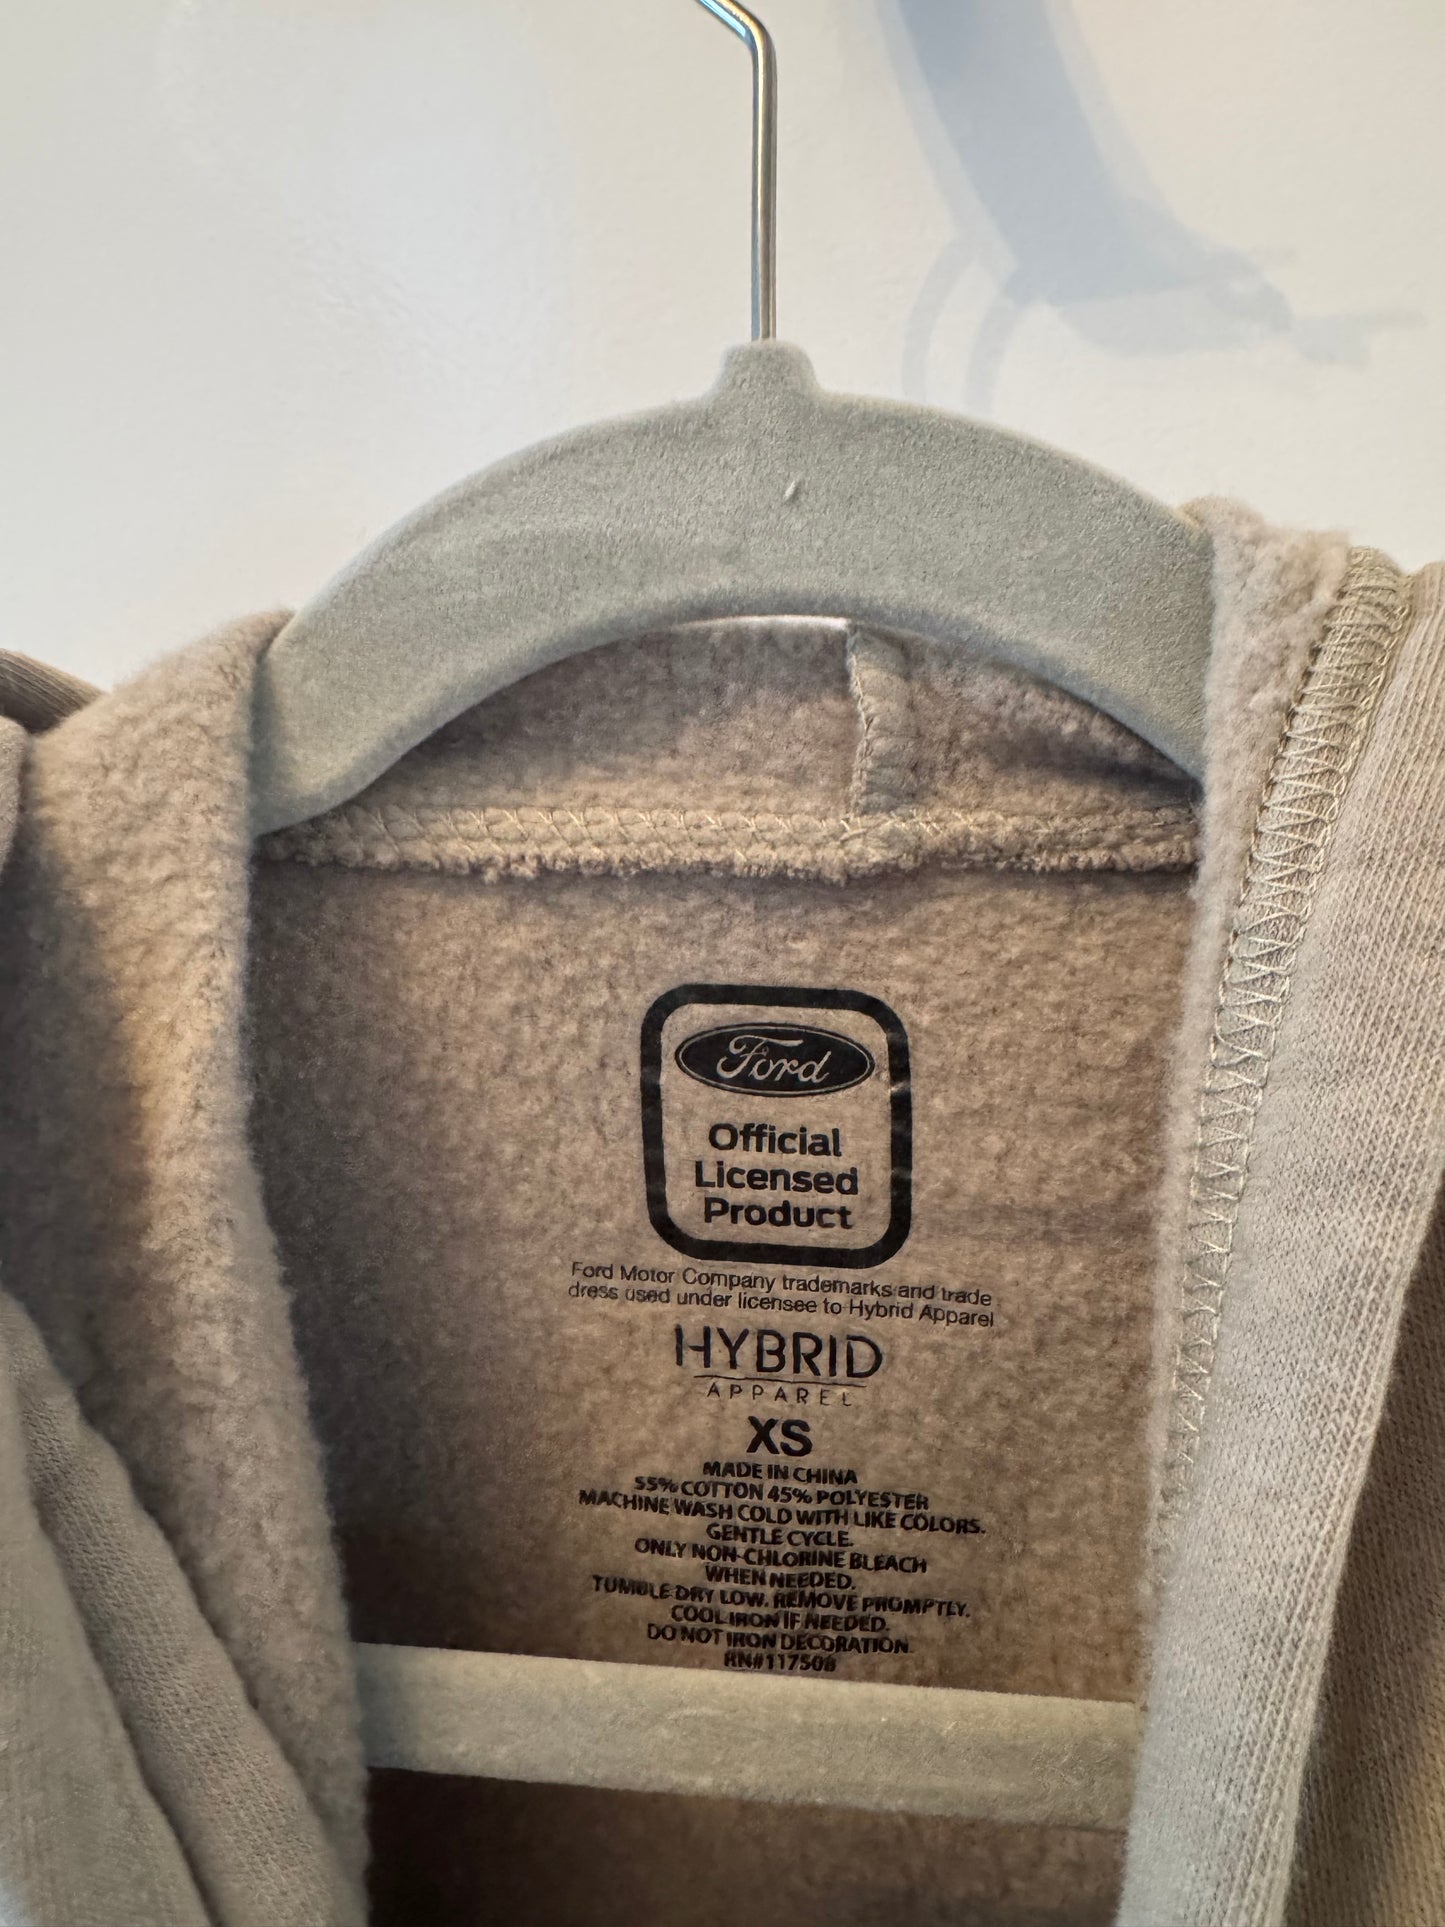 Ford
Official
Licensed
Product
Ford Motor Company trademarks and trade
dress used under licensee to Hybrid Apparel
HYBRID
APPAREL
XS
MADE IN CHINA
55% COTTON 45% POLYESTER
MACHINE WASH COLD WITH LIKE COLORS.
GENTLE CYCLE.
ONLY NON-CHLORINE BLEACH
WHEN NEEDED.
TUMBLE DRY LOW. REMOVE PROMPTLY.
COOL IRON IF NEEDED.
DO NOT IRON DECORATION.
RN#117508